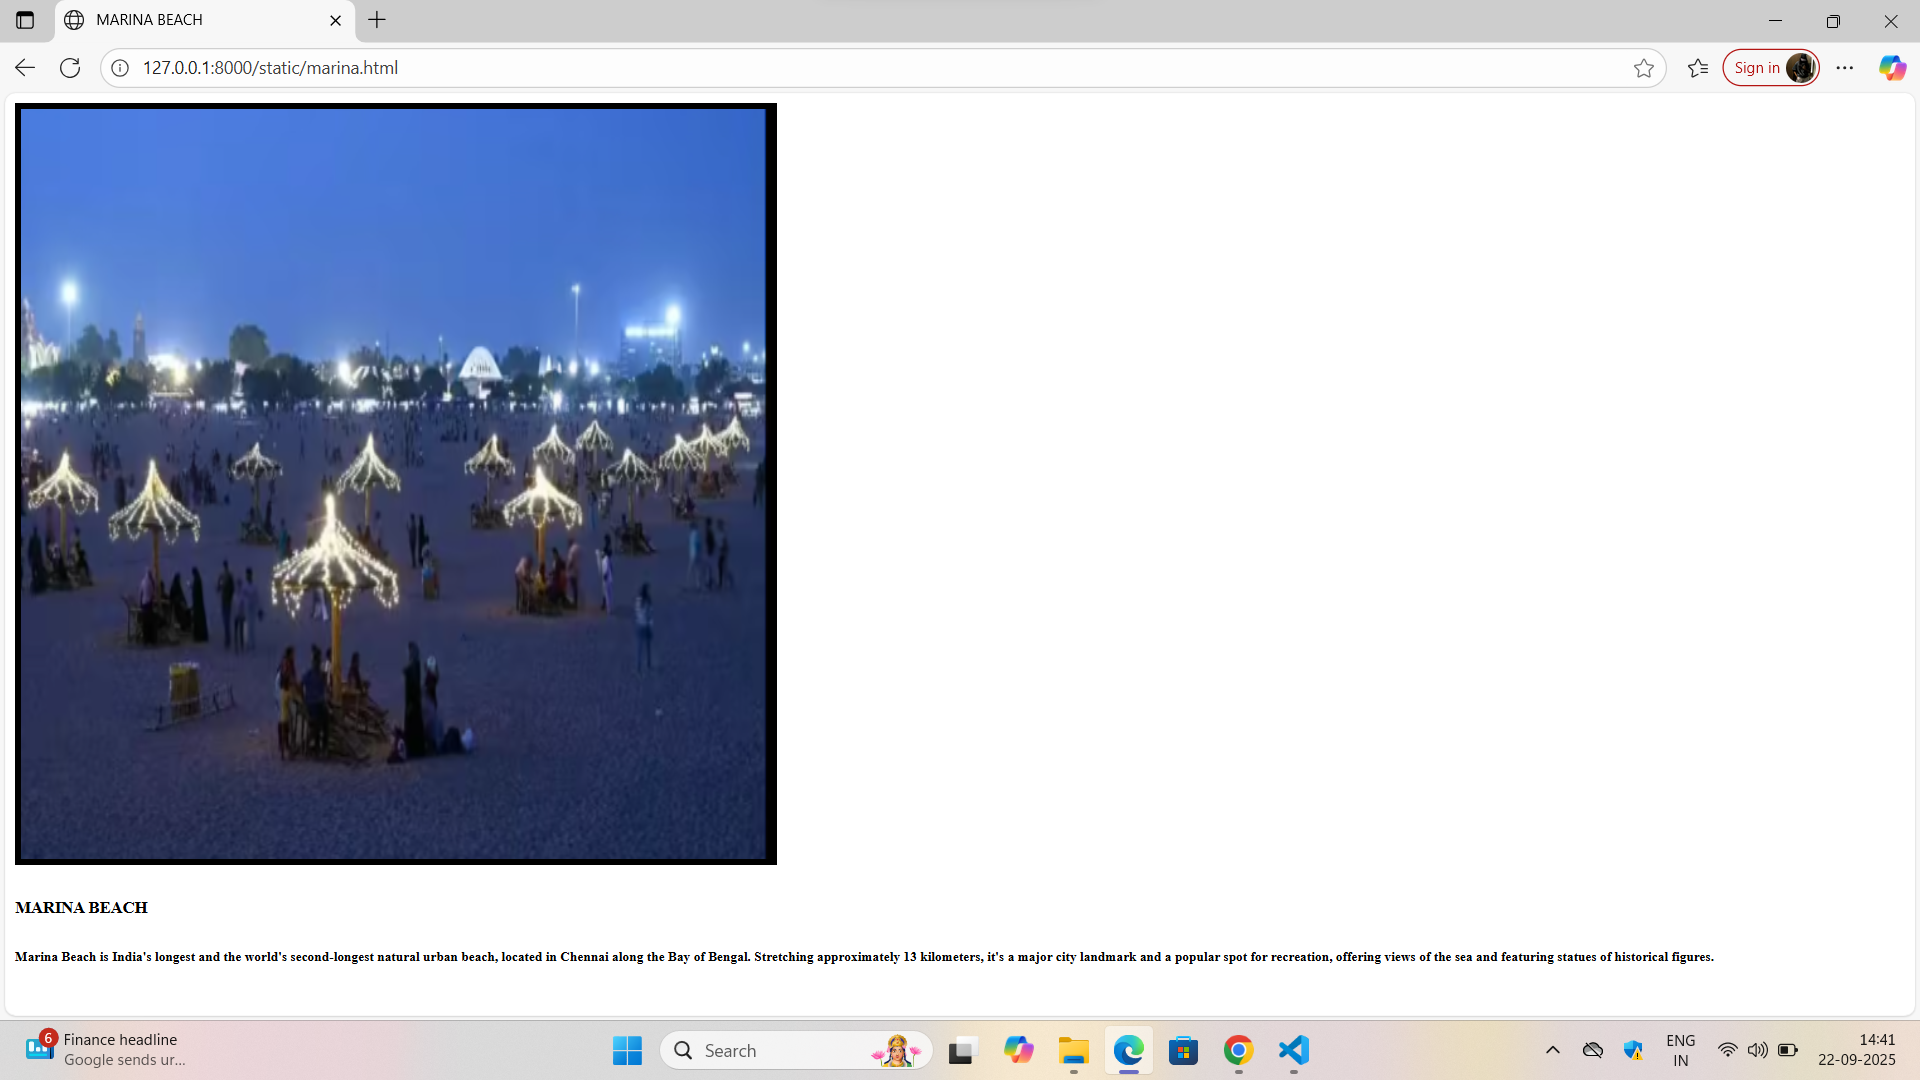 MARINA BEACH
127.0.0.1:8000/static/marina.html
Sign in
MARINA BEACH
Marina Beach is India's longest and the world's second-longest natural urban beach, located in Chennai along the Bay of Bengal. Stretching approximately 13 kilometers, it's a major city landmark and a popular spot for recreation, offering views of the sea and featuring statues of historical figures.
6
Finance headline
Google sends ur...
Search
ENG
IN
14:41
22-09-2025